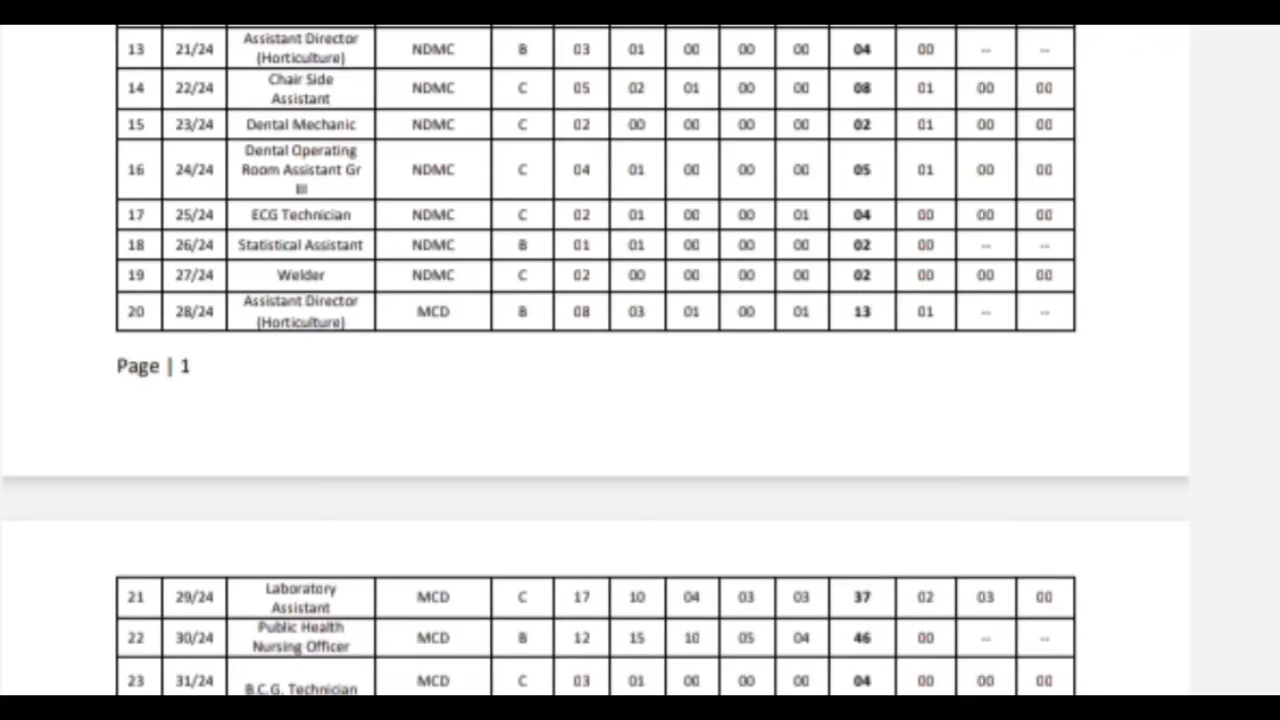 13 21/24 Assistant Director (Horticulture) NDMC B 03 01 00 00 00 04 00 -- --
14 22/24 Chair Side Assistant NDMC C 05 02 01 00 00 08 01 00 00
15 23/24 Dental Mechanic NDMC C 02 00 00 00 00 02 01 00 00
16 24/24 Dental Operating Room Assistant Gr III NDMC C 04 01 00 00 00 05 01 00 00
17 25/24 ECG Technician NDMC C 02 01 00 00 01 04 00 00 00
18 26/24 Statistical Assistant NDMC B 01 01 00 00 00 02 00 -- --
19 27/24 Welder NDMC C 02 00 00 00 00 02 00 00 00
20 28/24 Assistant Director (Horticulture) MCD B 08 03 01 00 01 13 01 -- --
Page | 1
21 29/24 Laboratory Assistant MCD C 17 10 04 03 03 37 02 03 00
22 30/24 Public Health Nursing Officer MCD B 12 15 10 05 04 46 00 -- --
23 31/24 B.C.G. Technician MCD C 03 01 00 00 00 04 00 00 00